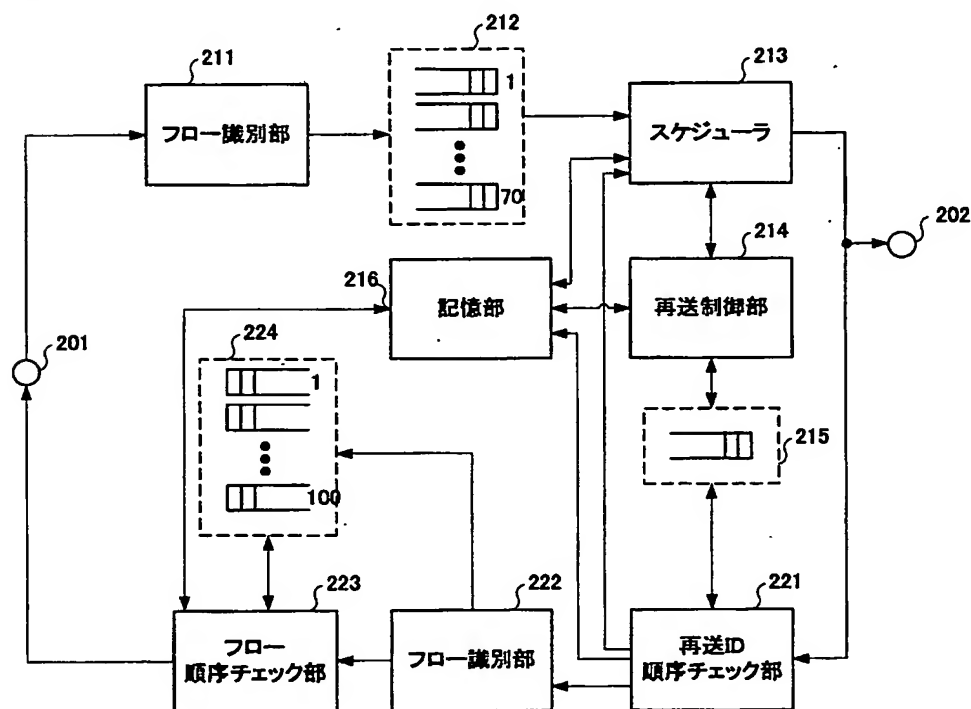 212
211
213
1
フロー識別部
スケジューラ
70
202
214
216
記憶部
再送制御部
224
201
1
215
100
223
222
221
フロー
順序チェック部
フロー識別部
再送ID
順序チェック部